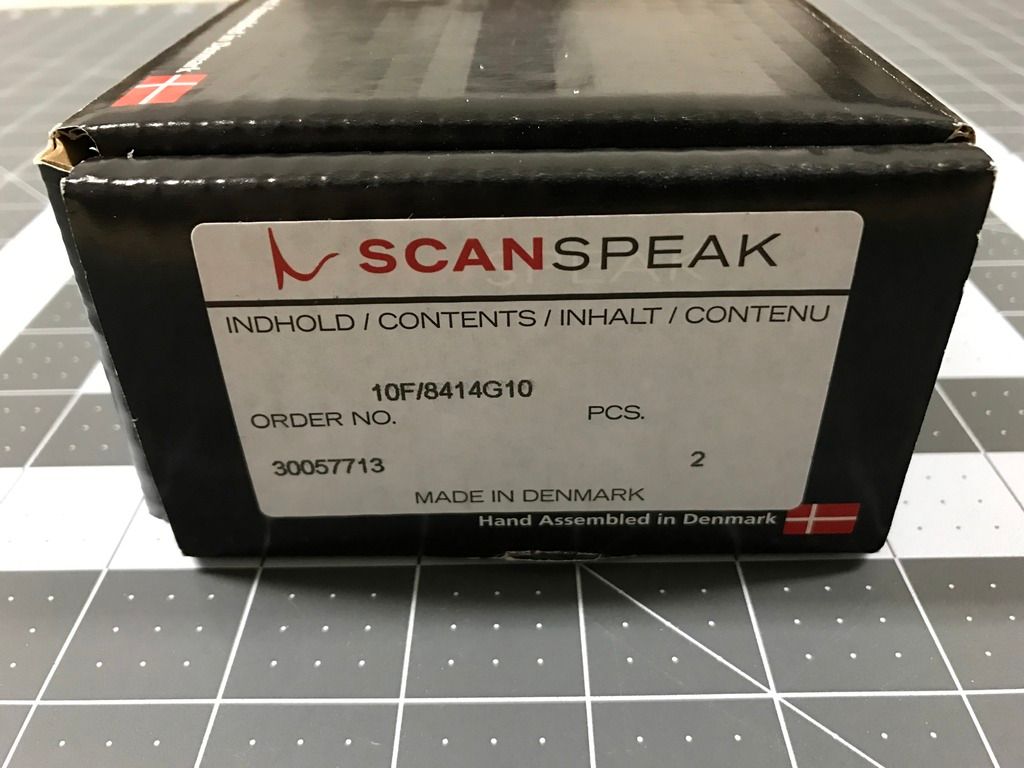 SCANSPEAK
INDHOLD / CONTENTS / INHALT / CONTENU
10F/8414G10
ORDER NO. PCS.
30057713 2
MADE IN DENMARK
Hand Assembled in Denmark